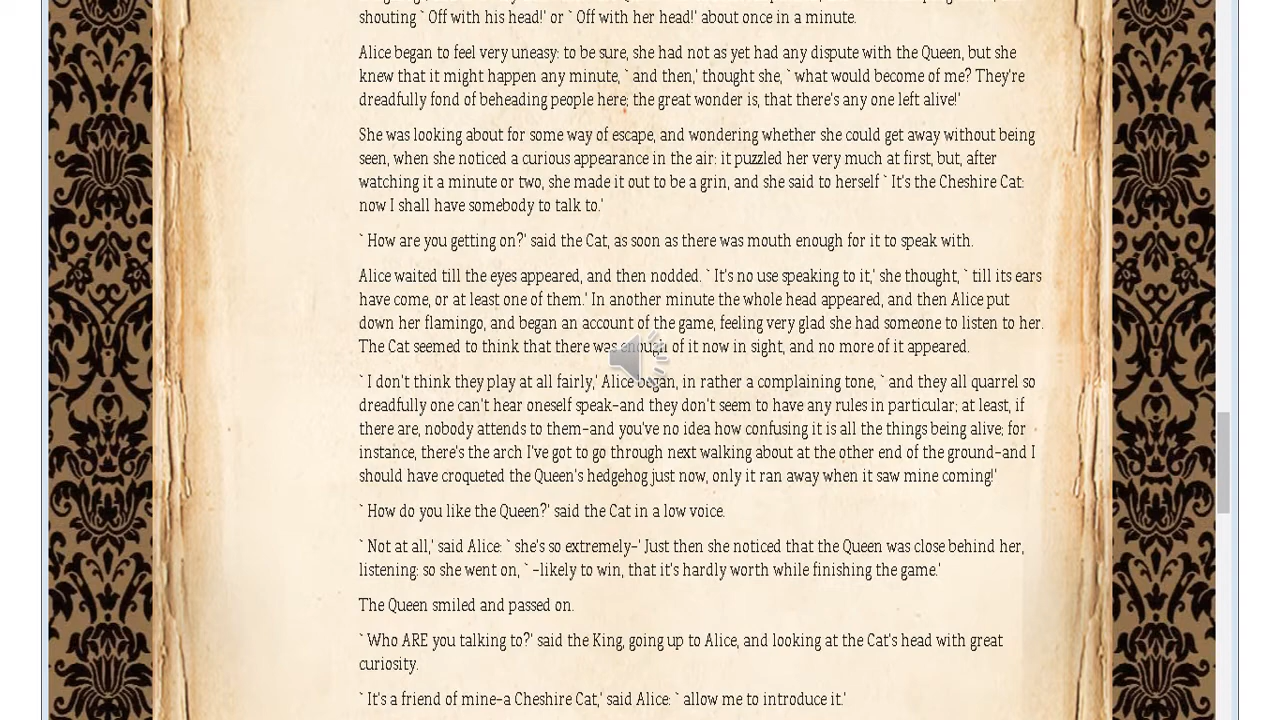 shouting ` Off with his head!' or ` Off with her head!' about once in a minute.
Alice began to feel very uneasy: to be sure, she had not as yet had any dispute with the Queen, but she
knew that it might happen any minute, ` and then,' thought she, ` what would become of me? They're
dreadfully fond of beheading people here; the great wonder is, that there's any one left alive!'
She was looking about for some way of escape, and wondering whether she could get away without being
seen, when she noticed a curious appearance in the air: it puzzled her very much at first, but, after
watching it a minute or two, she made it out to be a grin, and she said to herself ` It's the Cheshire Cat:
now I shall have somebody to talk to.'
` How are you getting on?' said the Cat, as soon as there was mouth enough for it to speak with.
Alice waited till the eyes appeared, and then nodded. ` It's no use speaking to it,' she thought, ` till its ears
have come, or at least one of them.' In another minute the whole head appeared, and then Alice put
down her flamingo, and began an account of the game, feeling very glad she had someone to listen to her.
The Cat seemed to think that there was enough of it now in sight, and no more of it appeared.
` I don't think they play at all fairly,' Alice began, in rather a complaining tone, ` and they all quarrel so
dreadfully one can't hear oneself speak–and they don't seem to have any rules in particular; at least, if
there are, nobody attends to them–and you've no idea how confusing it is all the things being alive; for
instance, there's the arch I've got to go through next walking about at the other end of the ground–and I
should have croqueted the Queen's hedgehog just now, only it ran away when it saw mine coming!'
` How do you like the Queen?' said the Cat in a low voice.
` Not at all,' said Alice: ` she's so extremely–' Just then she noticed that the Queen was close behind her,
listening: so she went on, ` –likely to win, that it's hardly worth while finishing the game.'
The Queen smiled and passed on.
` Who ARE you talking to?' said the King, going up to Alice, and looking at the Cat's head with great
curiosity.
` It's a friend of mine–a Cheshire Cat,' said Alice: ` allow me to introduce it.'